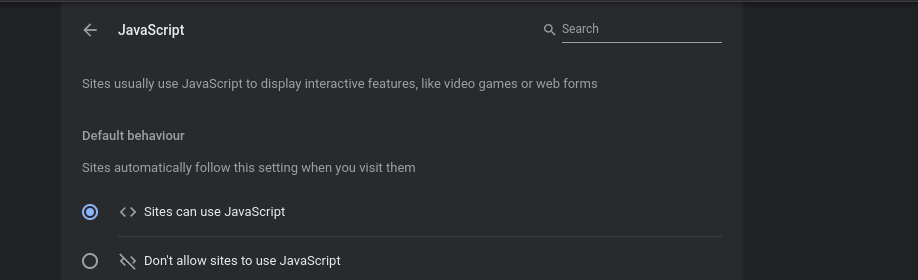 JavaScript
Search
Sites usually use JavaScript to display interactive features, like video games or web forms
Default behaviour
Sites automatically follow this setting when you visit them
Sites can use JavaScript
Don't allow sites to use JavaScript